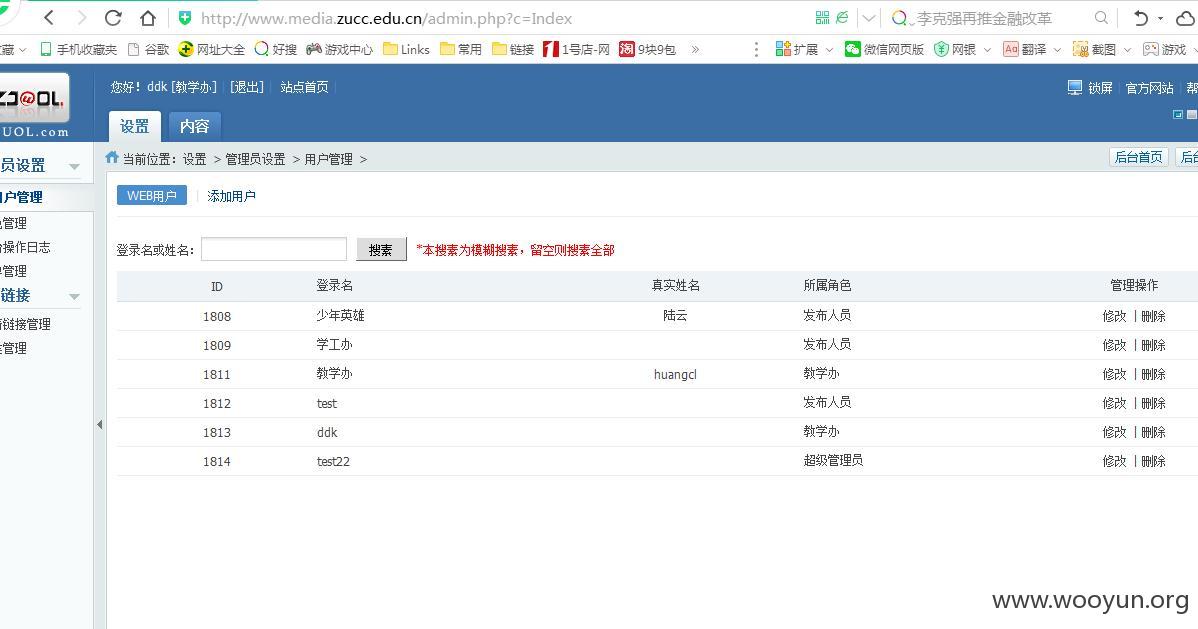 http://www.media.zucc.edu.cn/admin.php?c=Index
李克强再推金融改革
藏 手机收藏夹 谷歌 网址大全 好搜 游戏中心 Links 常用 链接 1号店-网 9块9包 » 扩展 微信网页版 网银 Aa 翻译 截图 游戏
您好！ddk [教学办] [退出] 站点首页
锁屏 官方网站 帮
UOL.com
设置 内容
当前位置：设置 > 管理员设置 > 用户管理 >
后台首页 后台
员设置
用户管理
管理
操作日志
管理
链接
链接管理
管理
WEB用户 添加用户
登录名或姓名： 搜素 *本搜素为模糊搜素，留空则搜素全部
ID 登录名 真实姓名 所属角色 管理操作
1808 少年英雄 陆云 发布人员 修改 | 删除
1809 学工办 发布人员 修改 | 删除
1811 教学办 huangcl 教学办 修改 | 删除
1812 test 发布人员 修改 | 删除
1813 ddk 教学办 修改 | 删除
1814 test22 超级管理员 修改 | 删除
www.wooyun.org